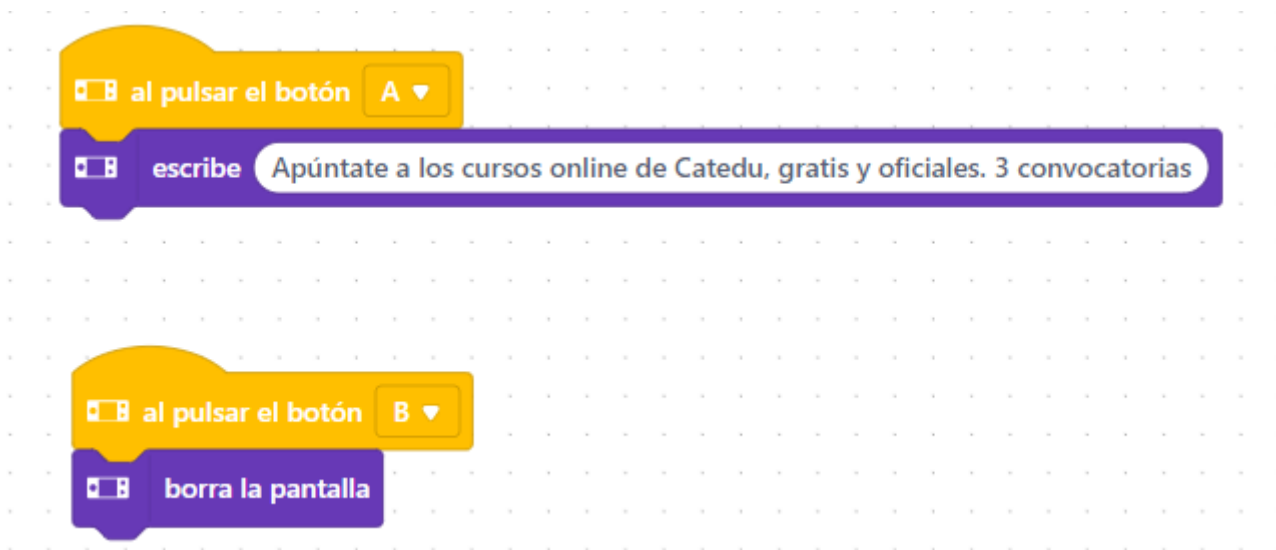 al pulsar el botón A
escribe Apúntate a los cursos online de Catedu, gratis y oficiales. 3 convocatorias
al pulsar el botón B
borra la pantalla